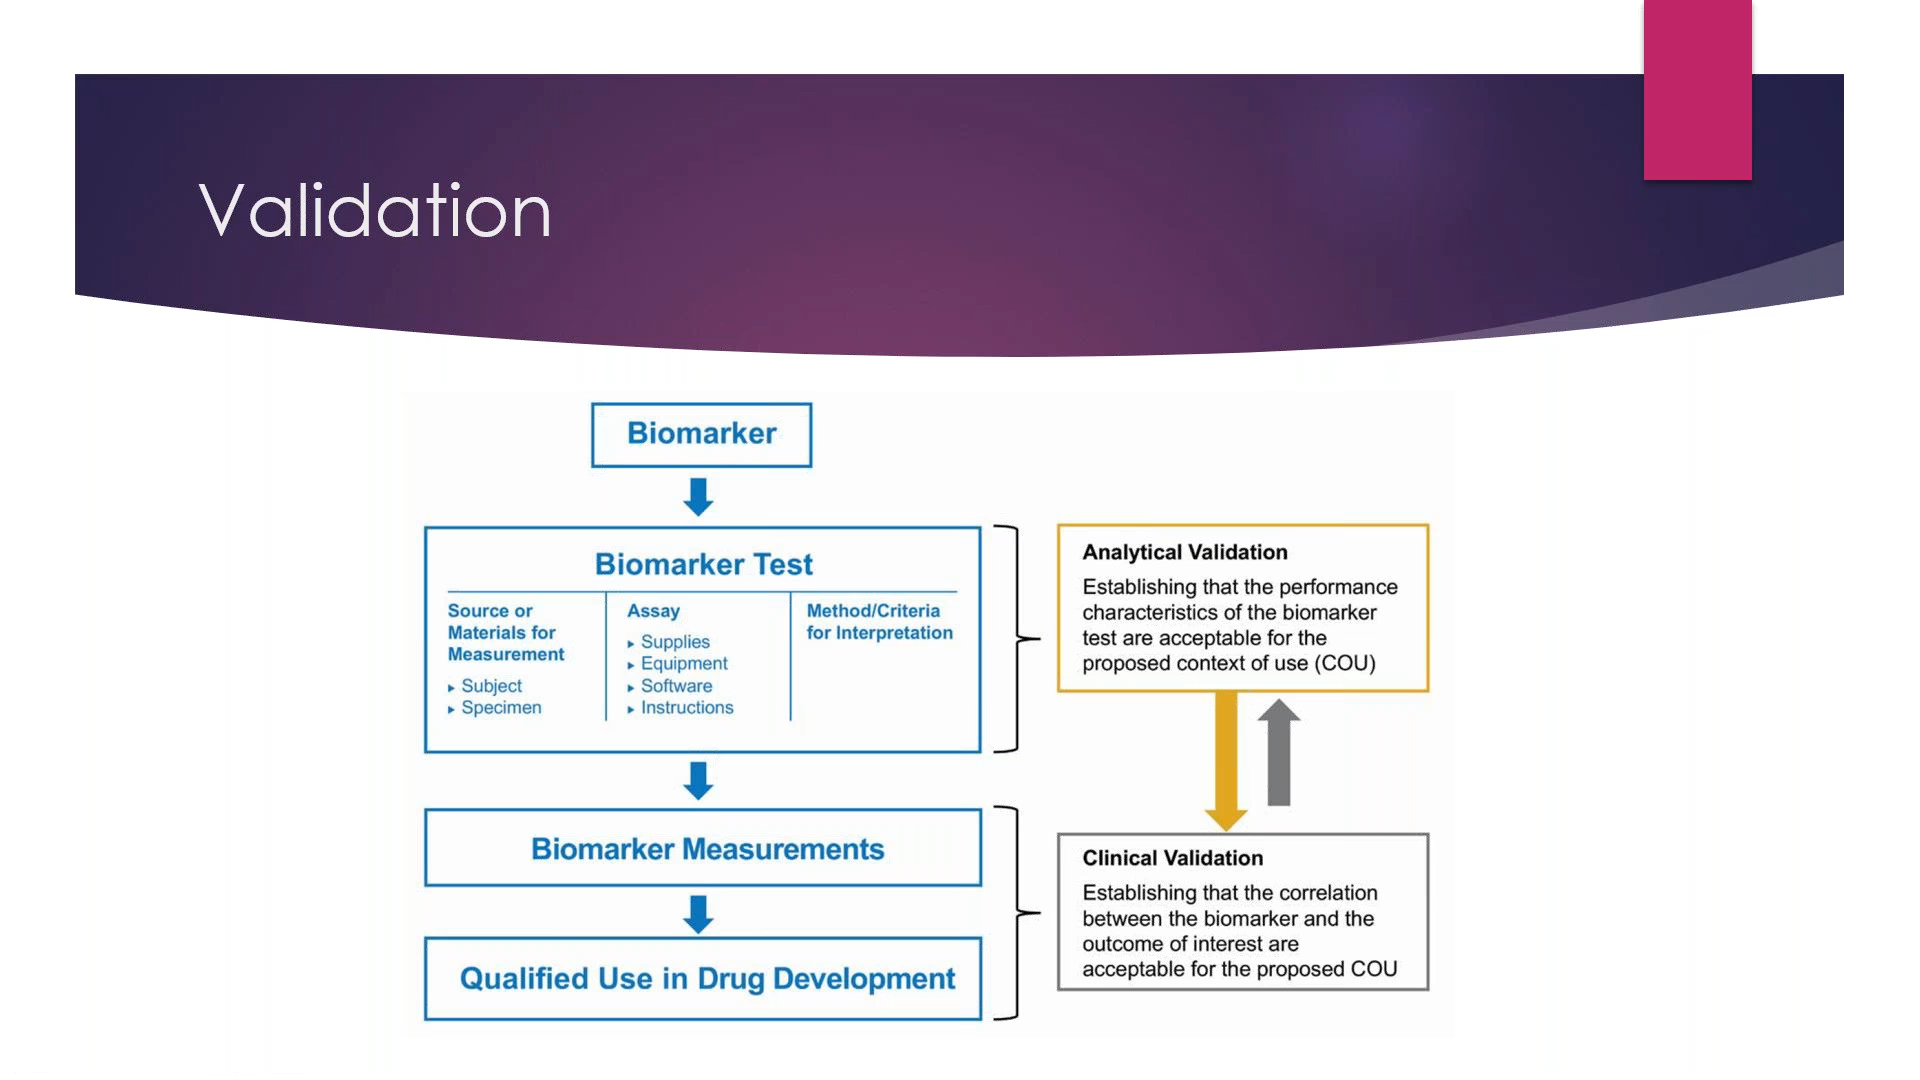 Validation
Biomarker
Biomarker Test
Source or
Materials for
Measurement
▸ Subject
▸ Specimen
Assay
▸ Supplies
▸ Equipment
▸ Software
▸ Instructions
Method/Criteria
for Interpretation
Biomarker Measurements
Qualified Use in Drug Development
Analytical Validation
Establishing that the performance
characteristics of the biomarker
test are acceptable for the
proposed context of use (COU)
Clinical Validation
Establishing that the correlation
between the biomarker and the
outcome of interest are
acceptable for the proposed COU